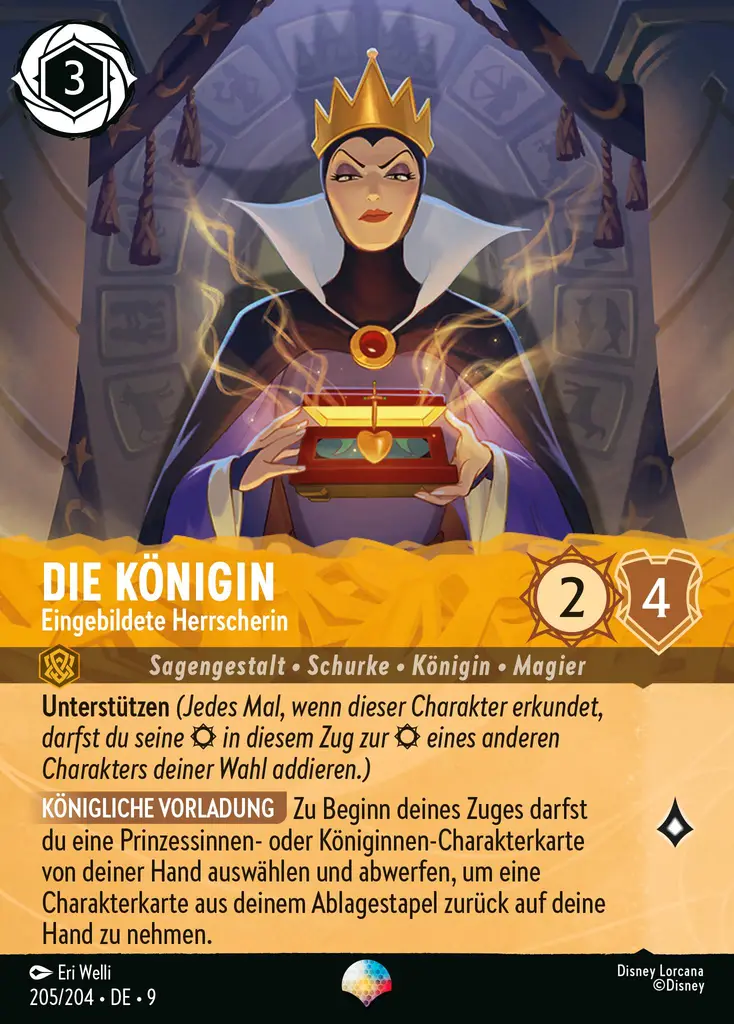 3
DIE KÖNIGIN
Eingebildete Herrscherin
2
4
Sagengestalt • Schurke • Königin • Magier
Unterstützen (Jedes Mal, wenn dieser Charakter erkundet,
darfst du seine in diesem Zug zur eines anderen
Charakters deiner Wahl addieren.)
KÖNIGLICHE VORLADUNG Zu Beginn deines Zuges darfst
du eine Prinzessinnen- oder Königinnen-Charakterkarte
von deiner Hand auswählen und abwerfen, um eine
Charakterkarte aus deinem Ablagestapel zurück auf deine
Hand zu nehmen.
Eri Welli
205/204 • DE • 9
Disney Lorcana
©Disney